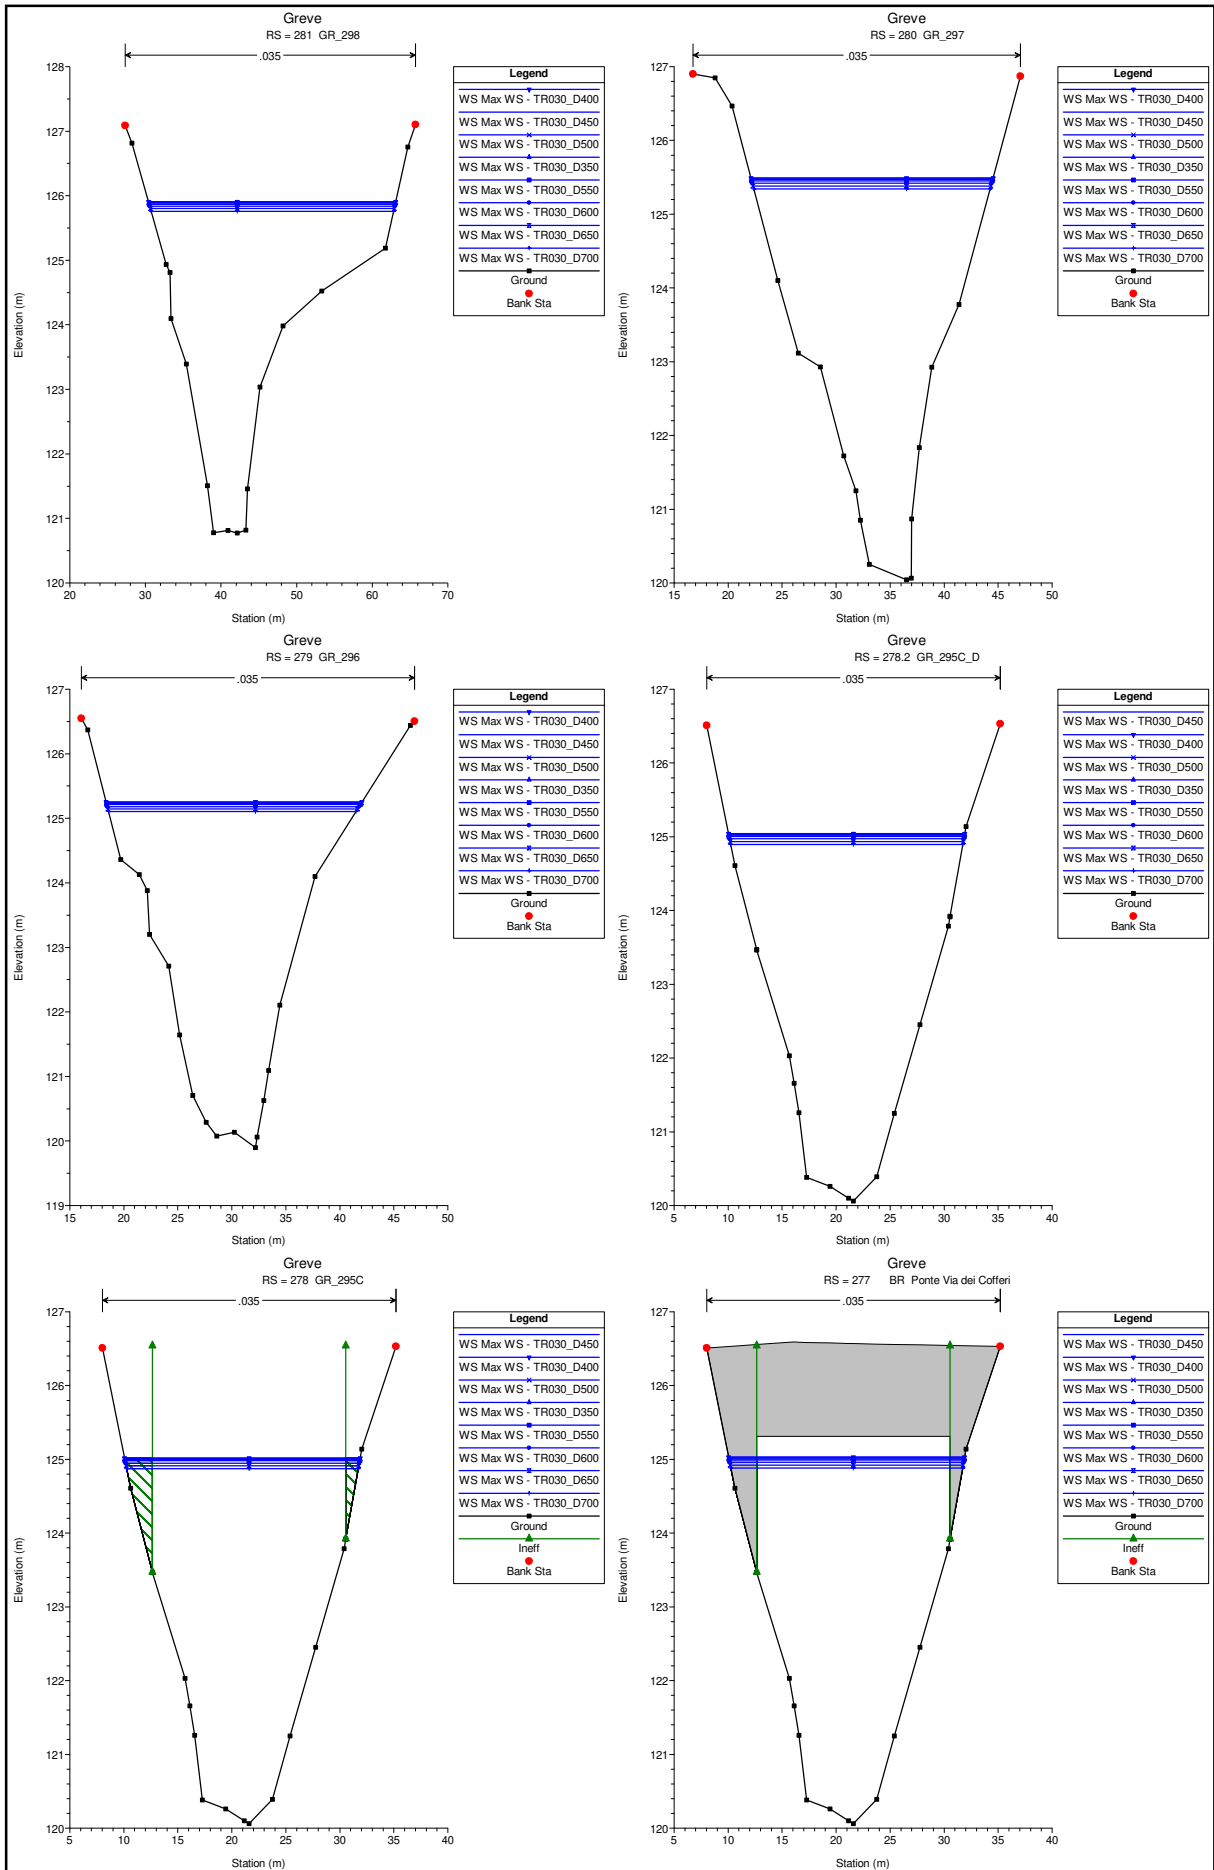 Greve
RS = 281 GR_298
.035
128
127
126
125
124
123
122
121
120
20 30 40 50 60 70
Elevation (m)
Station (m)
Legend
WS Max WS - TR030_D400
WS Max WS - TR030_D450
WS Max WS - TR030_D500
WS Max WS - TR030_D350
WS Max WS - TR030_D550
WS Max WS - TR030_D600
WS Max WS - TR030_D650
WS Max WS - TR030_D700
Ground
Bank Sta
Greve
RS = 280 GR_297
.035
127
126
125
124
123
122
121
120
15 20 25 30 35 40 45 50
Elevation (m)
Station (m)
Legend
WS Max WS - TR030_D400
WS Max WS - TR030_D450
WS Max WS - TR030_D500
WS Max WS - TR030_D350
WS Max WS - TR030_D550
WS Max WS - TR030_D600
WS Max WS - TR030_D650
WS Max WS - TR030_D700
Ground
Bank Sta
Greve
RS = 279 GR_296
.035
127
126
125
124
123
122
121
120
119
15 20 25 30 35 40 45 50
Elevation (m)
Station (m)
Legend
WS Max WS - TR030_D400
WS Max WS - TR030_D450
WS Max WS - TR030_D500
WS Max WS - TR030_D350
WS Max WS - TR030_D550
WS Max WS - TR030_D600
WS Max WS - TR030_D650
WS Max WS - TR030_D700
Ground
Bank Sta
Greve
RS = 278.2 GR_295C_D
.035
127
126
125
124
123
122
121
120
5 10 15 20 25 30 35 40
Elevation (m)
Station (m)
Legend
WS Max WS - TR030_D450
WS Max WS - TR030_D400
WS Max WS - TR030_D500
WS Max WS - TR030_D350
WS Max WS - TR030_D550
WS Max WS - TR030_D600
WS Max WS - TR030_D650
WS Max WS - TR030_D700
Ground
Bank Sta
Greve
RS = 278 GR_295C
.035
127
126
125
124
123
122
121
120
5 10 15 20 25 30 35 40
Elevation (m)
Station (m)
Legend
WS Max WS - TR030_D450
WS Max WS - TR030_D400
WS Max WS - TR030_D500
WS Max WS - TR030_D350
WS Max WS - TR030_D550
WS Max WS - TR030_D600
WS Max WS - TR030_D650
WS Max WS - TR030_D700
Ground
Ineff
Bank Sta
Greve
RS = 277 BR Ponte Via dei Cofferi
.035
127
126
125
124
123
122
121
120
5 10 15 20 25 30 35 40
Elevation (m)
Station (m)
Legend
WS Max WS - TR030_D450
WS Max WS - TR030_D400
WS Max WS - TR030_D500
WS Max WS - TR030_D350
WS Max WS - TR030_D550
WS Max WS - TR030_D600
WS Max WS - TR030_D650
WS Max WS - TR030_D700
Ground
Ineff
Bank Sta